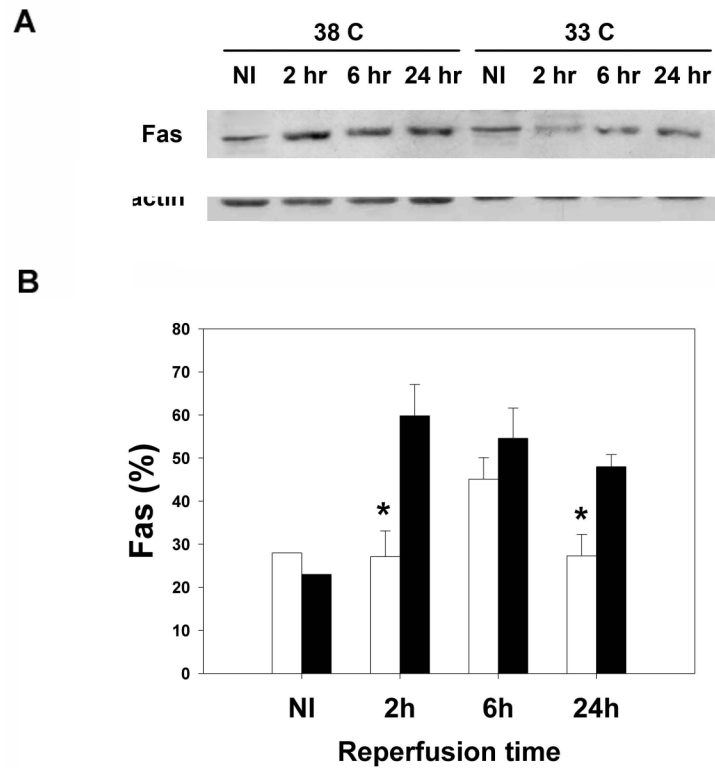 A
38 C 33 C
NI 2 hr 6 hr 24 hr NI 2 hr 6 hr 24 hr
Fas
actin
B
80
70
60
50
40
30
20
10
0
Fas (%)
*
*
NI 2h 6h 24h
Reperfusion time